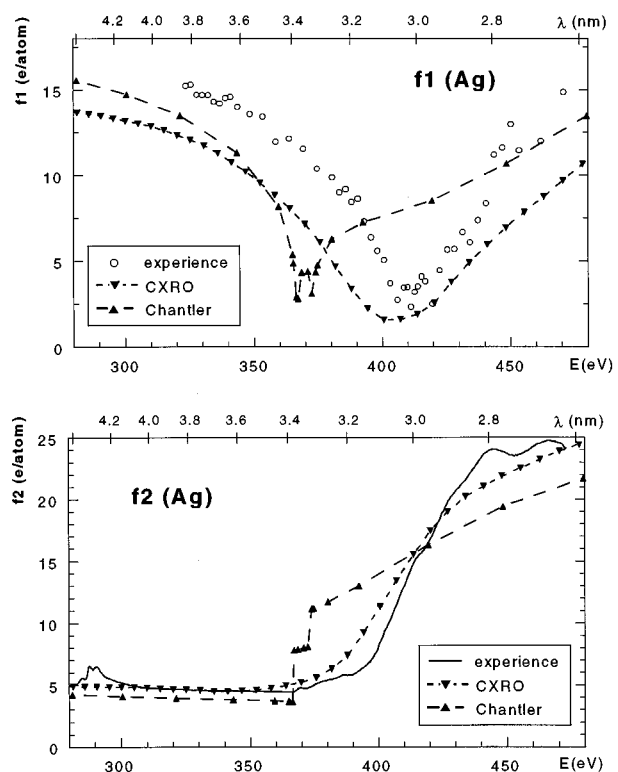 4.2 4.0 3.8 3.6 3.4 3.2 3.0 2.8 λ (nm)
f1 (e/atom)
15
10
5
0
f1 (Ag)
experience
CXRO
Chantler
300 350 400 450 E(eV)
4.2 4.0 3.8 3.6 3.4 3.2 3.0 2.8 λ (nm)
f2 (e/atom)
25
20
15
10
5
0
f2 (Ag)
experience
CXRO
Chantler
300 350 400 450 E(eV)